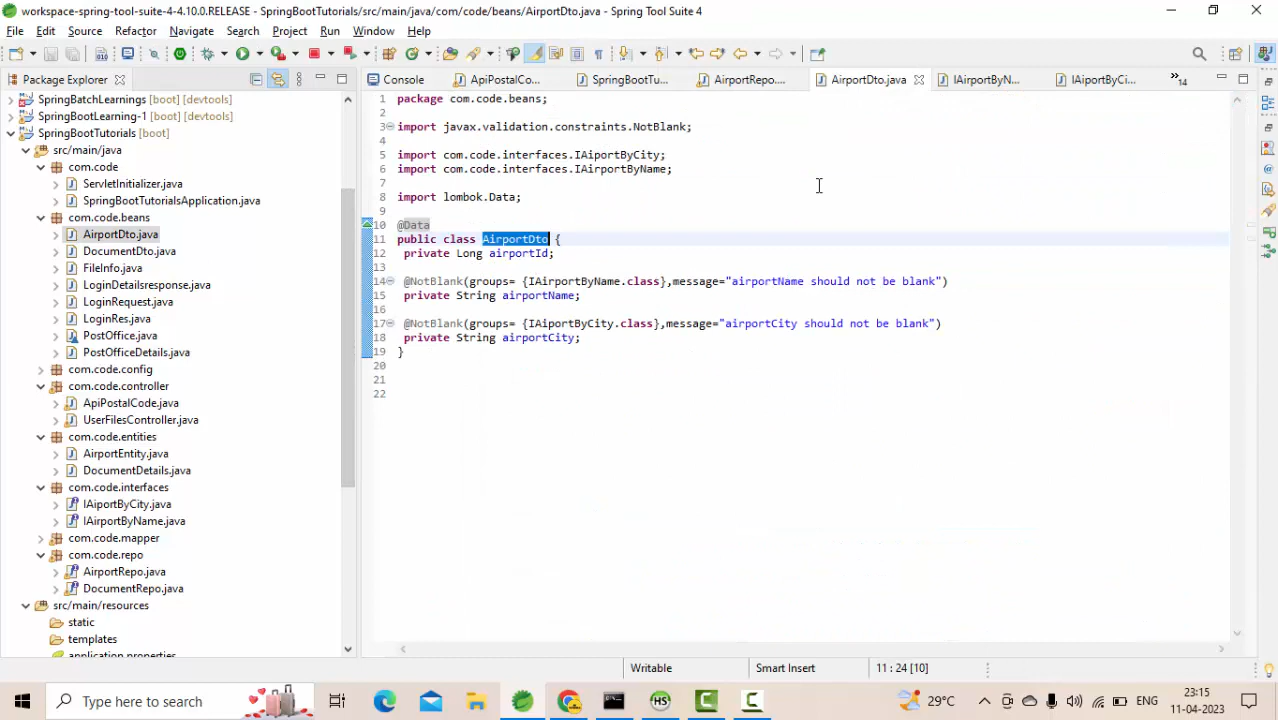 workspace-spring-tool-suite-4-4.10.0.RELEASE - SpringBootTutorials/src/main/java/com/code/beans/AirportDto.java - Spring Tool Suite 4
File Edit Source Refactor Navigate Search Project Run Window Help
Package Explorer
SpringBatchLearnings [boot] [devtools]
SpringBootLearning-1 [boot] [devtools]
SpringBootTutorials [boot]
src/main/java
com.code
ServletInitializer.java
SpringBootTutorialsApplication.java
com.code.beans
AirportDto.java
DocumentDto.java
FileInfo.java
LoginDetailsresponse.java
LoginRequest.java
LoginRes.java
PostOffice.java
PostOfficeDetails.java
com.code.config
com.code.controller
ApiPostalCode.java
UserFilesController.java
com.code.entities
AirportEntity.java
DocumentDetails.java
com.code.interfaces
IAiportByCity.java
IAirportByName.java
com.code.mapper
com.code.repo
AirportRepo.java
DocumentRepo.java
src/main/resources
static
templates
application.properties
Console ApiPostalCo... SpringBootTu... AirportRepo.... AirportDto.java IAirportByN... IAiportByCi... 14
1 package com.code.beans;
2
3 import javax.validation.constraints.NotBlank;
5 import com.code.interfaces.IAiportByCity;
6 import com.code.interfaces.IAirportByName;
7
8 import lombok.Data;
9
10 @Data
11 public class AirportDto {
12 private Long airportId;
13
14 @NotBlank(groups= {IAirportByName.class},message="airportName should not be blank")
15 private String airportName;
16
17 @NotBlank(groups= {IAiportByCity.class},message="airportCity should not be blank")
18 private String airportCity;
19 }
20
21
22
Writable Smart Insert 11 : 24 [10]
Type here to search
29°C ENG 23:15
11-04-2023